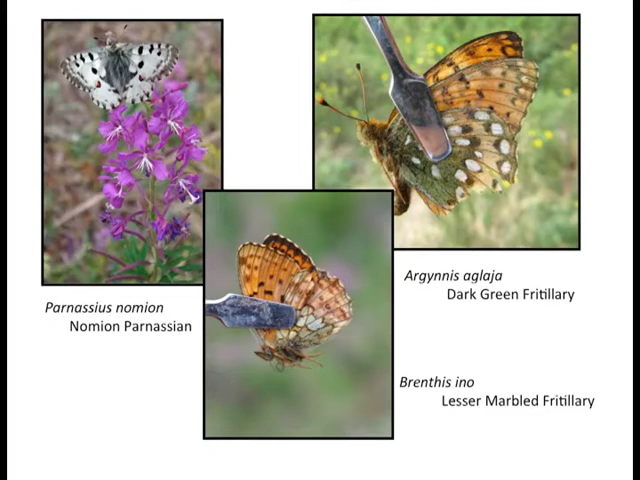 Parnassius nomion
Nomion Parnassian
Argynnis aglaja
Dark Green Fritillary
Brenthis ino
Lesser Marbled Fritillary